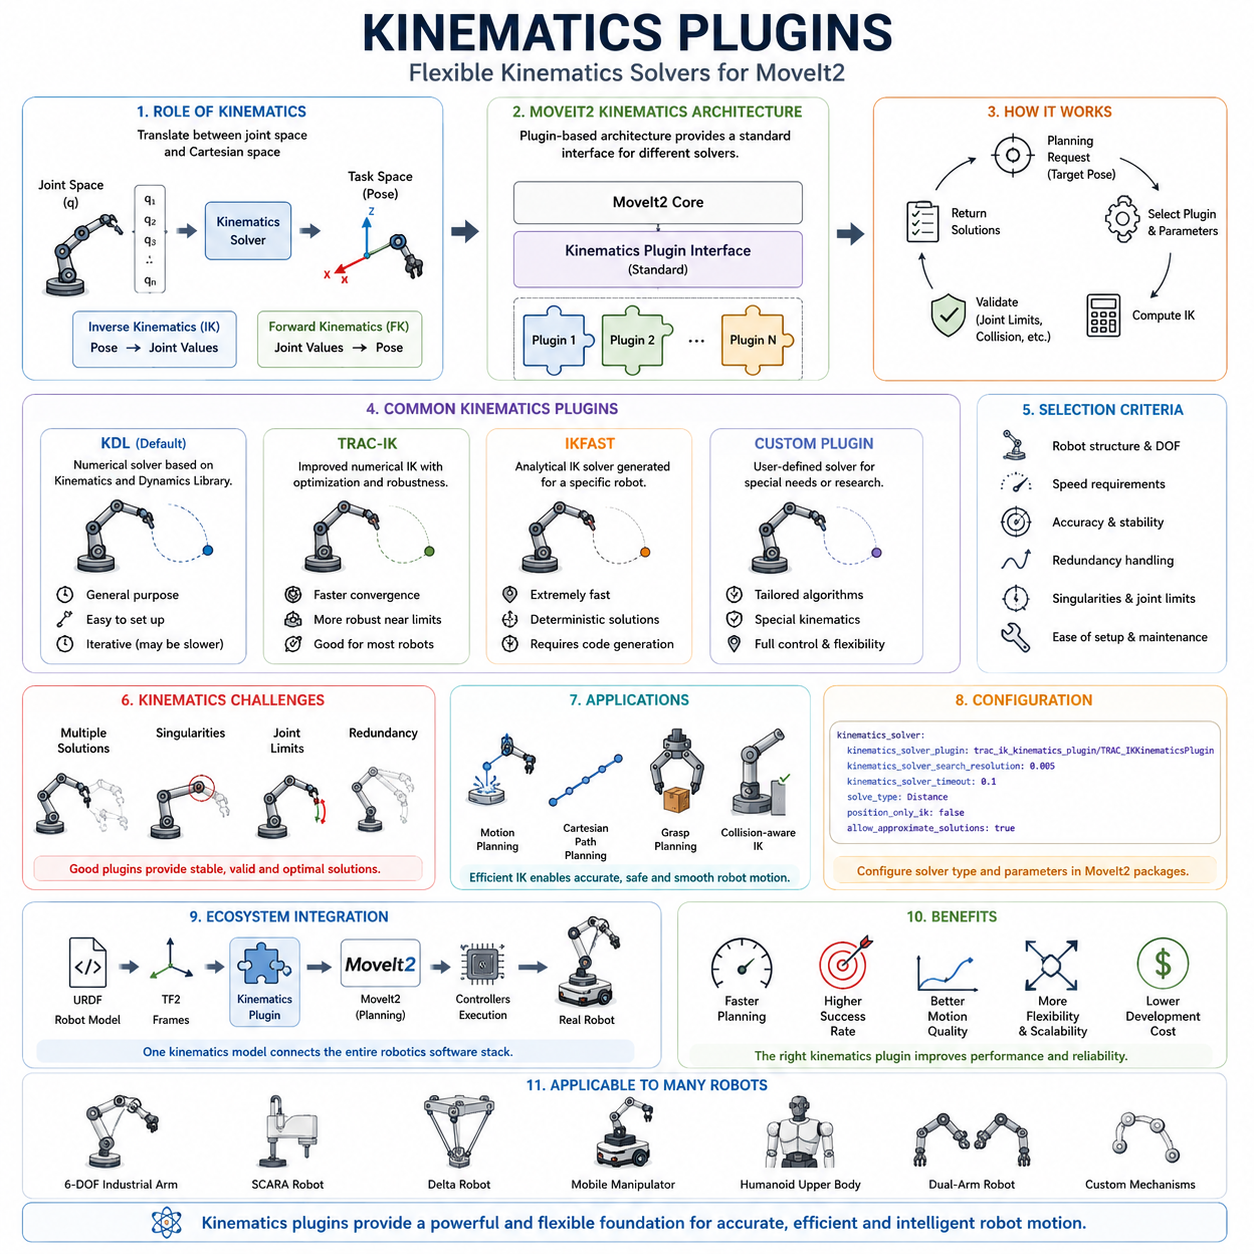 KINEMATICS PLUGINS
Flexible Kinematics Solvers for MoveIt2
1. ROLE OF KINEMATICS
Translate between joint space
and Cartesian space
Joint Space
(q)
q1
q2
q3
qn
Kinematics
Solver
Task Space
(Pose)
Z
X
X
Inverse Kinematics (IK)
Pose → Joint Values
Forward Kinematics (FK)
Joint Values → Pose
2. MOVEIT2 KINEMATICS ARCHITECTURE
Plugin-based architecture provides a standard
interface for different solvers.
MoveIt2 Core
Kinematics Plugin Interface
(Standard)
Plugin 1
Plugin 2
...
Plugin N
3. HOW IT WORKS
Planning
Request
(Target Pose)
Select Plugin
& Parameters
Compute IK
Validate
(Joint Limits,
Collision, etc.)
Return
Solutions
4. COMMON KINEMATICS PLUGINS
KDL (Default)
Numerical solver based on
Kinematics and Dynamics Library.
General purpose
Easy to set up
Iterative (may be slower)
TRAC-IK
Improved numerical IK with
optimization and robustness.
Faster convergence
More robust near limits
Good for most robots
IKFAST
Analytical IK solver generated
for a specific robot.
Extremely fast
Deterministic solutions
Requires code generation
CUSTOM PLUGIN
User-defined solver for
special needs or research.
Tailored algorithms
Special kinematics
Full control & flexibility
5. SELECTION CRITERIA
Robot structure & DOF
Speed requirements
Accuracy & stability
Redundancy handling
Singularities & joint limits
Ease of setup & maintenance
6. KINEMATICS CHALLENGES
Multiple
Solutions
Singularities
Joint
Limits
Redundancy
Good plugins provide stable, valid and optimal solutions.
7. APPLICATIONS
Motion
Planning
Cartesian
Path
Planning
Grasp
Planning
Collision-aware
IK
Efficient IK enables accurate, safe and smooth robot motion.
8. CONFIGURATION
kinematics_solver:
kinematics_solver_plugin: trac_ik_kinematics_plugin/TRAC_IKKinematicsPlugin
kinematics_solver_search_resolution: 0.005
kinematics_solver_timeout: 0.1
solve_type: Distance
position_only_ik: false
allow_approximate_solutions: true
Configure solver type and parameters in MoveIt2 packages.
9. ECOSYSTEM INTEGRATION
</>
URDF
Robot Model
TF2
Frames
Kinematics
Plugin
MoveIt2
MoveIt2
(Planning)
Controllers
Execution
Real Robot
One kinematics model connects the entire robotics software stack.
10. BENEFITS
Faster
Planning
Higher
Success
Rate
Better
Motion
Quality
More
Flexibility
& Scalability
$
Lower
Development
Cost
The right kinematics plugin improves performance and reliability.
11. APPLICABLE TO MANY ROBOTS
6-DOF Industrial Arm
SCARA Robot
Delta Robot
Mobile Manipulator
Humanoid Upper Body
Dual-Arm Robot
Custom Mechanisms
Kinematics plugins provide a powerful and flexible foundation for accurate, efficient and intelligent robot motion.